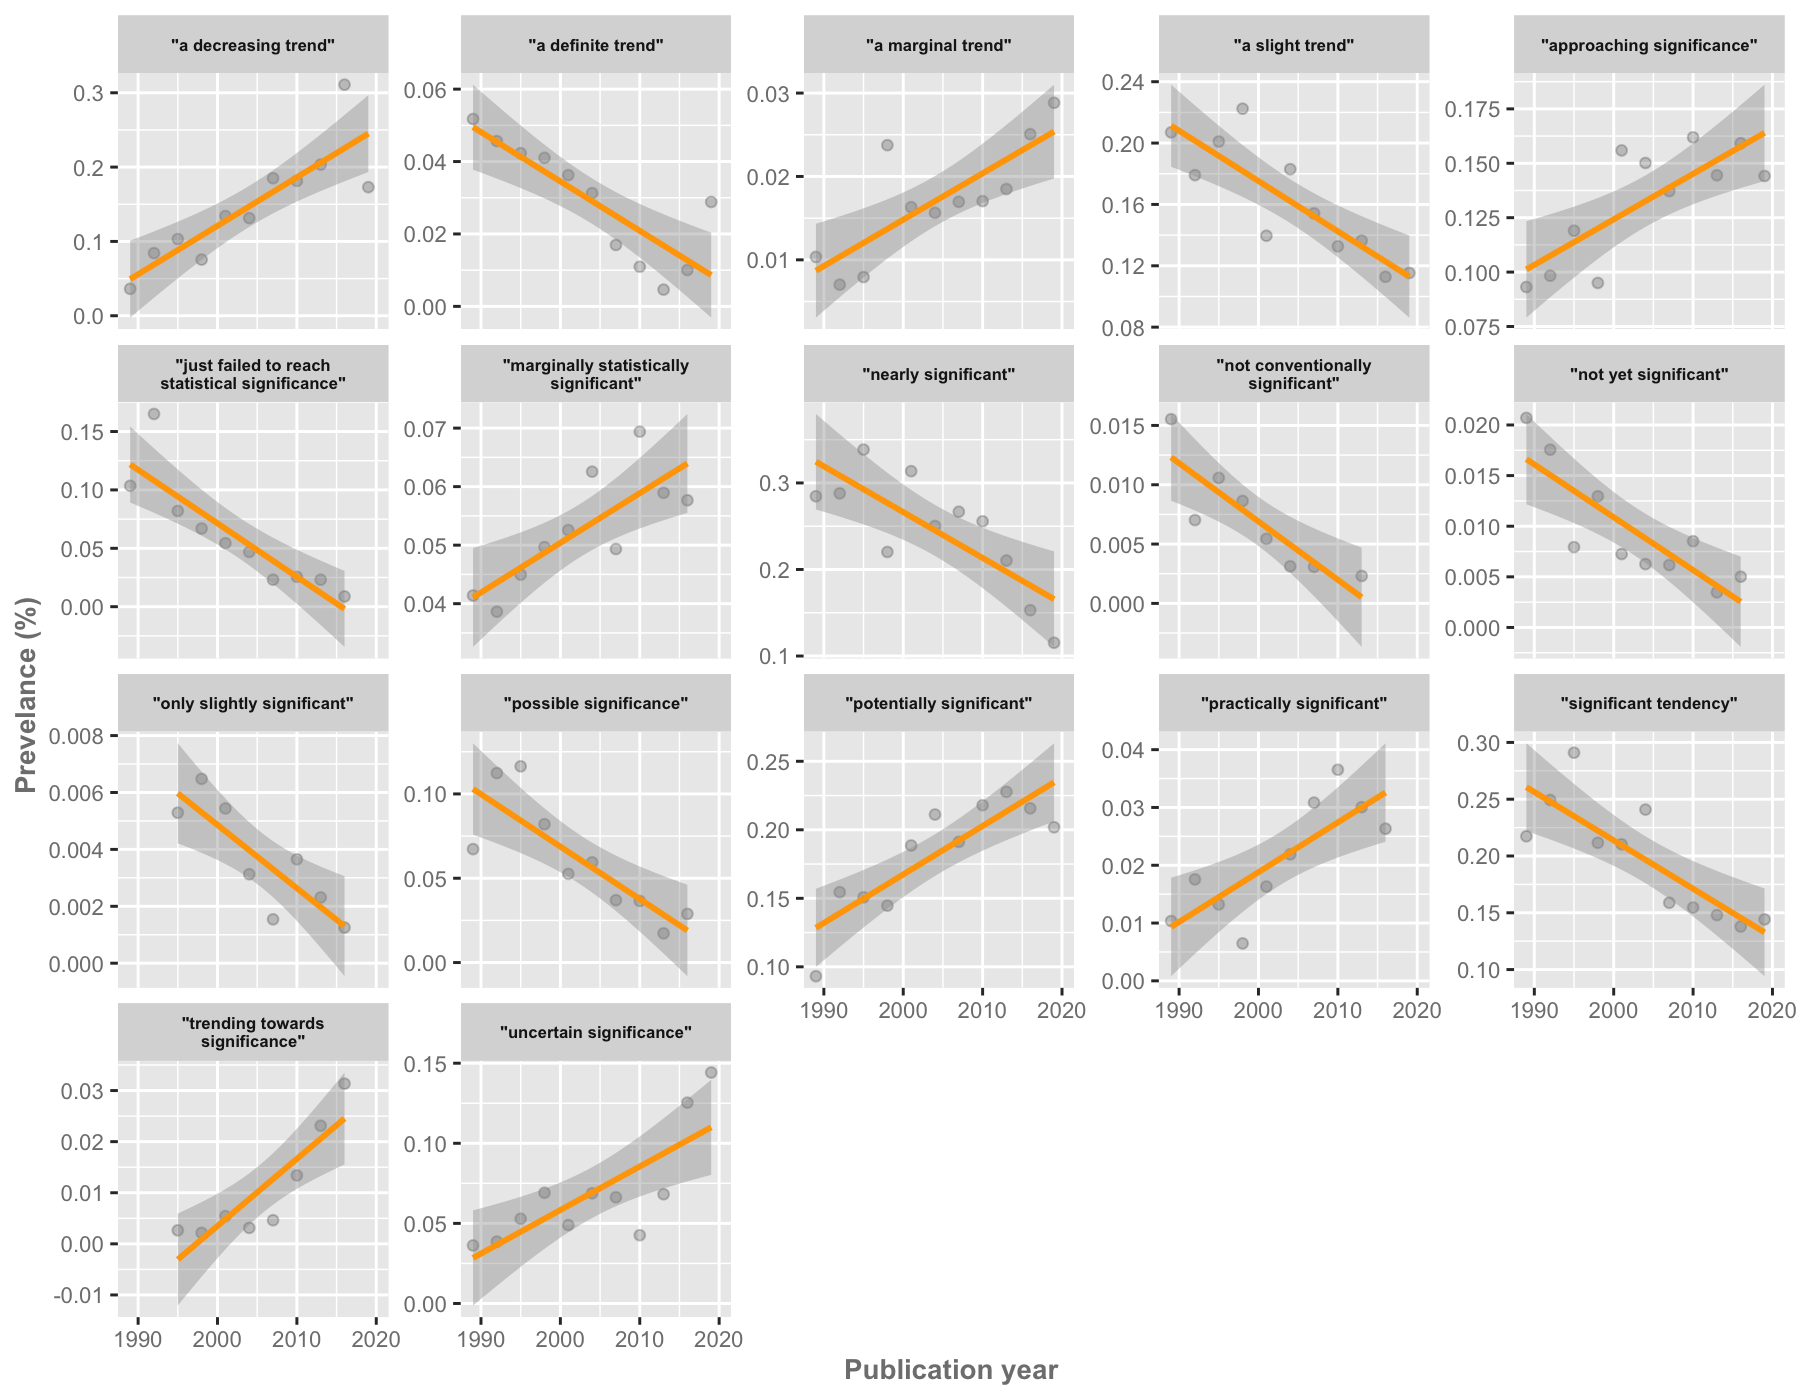 "a decreasing trend" "a definite trend" "a marginal trend" "a slight trend" "approaching significance"
0.3 0.06 0.03 0.24 0.175
0.2 0.04 0.02 0.20 0.150
0.1 0.02 0.01 0.16 0.125
0.0 0.00 0.12 0.100
0.08 0.075
"just failed to reach
statistical significance"
"marginally statistically
significant"
"nearly significant"
"not conventionally
significant"
"not yet significant"
0.15 0.07 0.3 0.015 0.020
0.10 0.06 0.2 0.010 0.015
0.05 0.05 0.1 0.005 0.010
0.00 0.04 0.000 0.005
0.000
Prevelance (%)
"only slightly significant" "possible significance" "potentially significant" "practically significant" "significant tendency"
0.008 0.10 0.25 0.04 0.30
0.006 0.05 0.20 0.03 0.25
0.004 0.00 0.15 0.02 0.20
0.002 0.10 0.01 0.15
0.000 0.00 0.10
1990 2000 2010 2020 1990 2000 2010 2020 1990 2000 2010 2020
"trending towards
significance"
"uncertain significance"
0.03 0.15
0.02 0.10
0.01 0.05
0.00 0.00
-0.01
1990 2000 2010 2020 1990 2000 2010 2020
Publication year